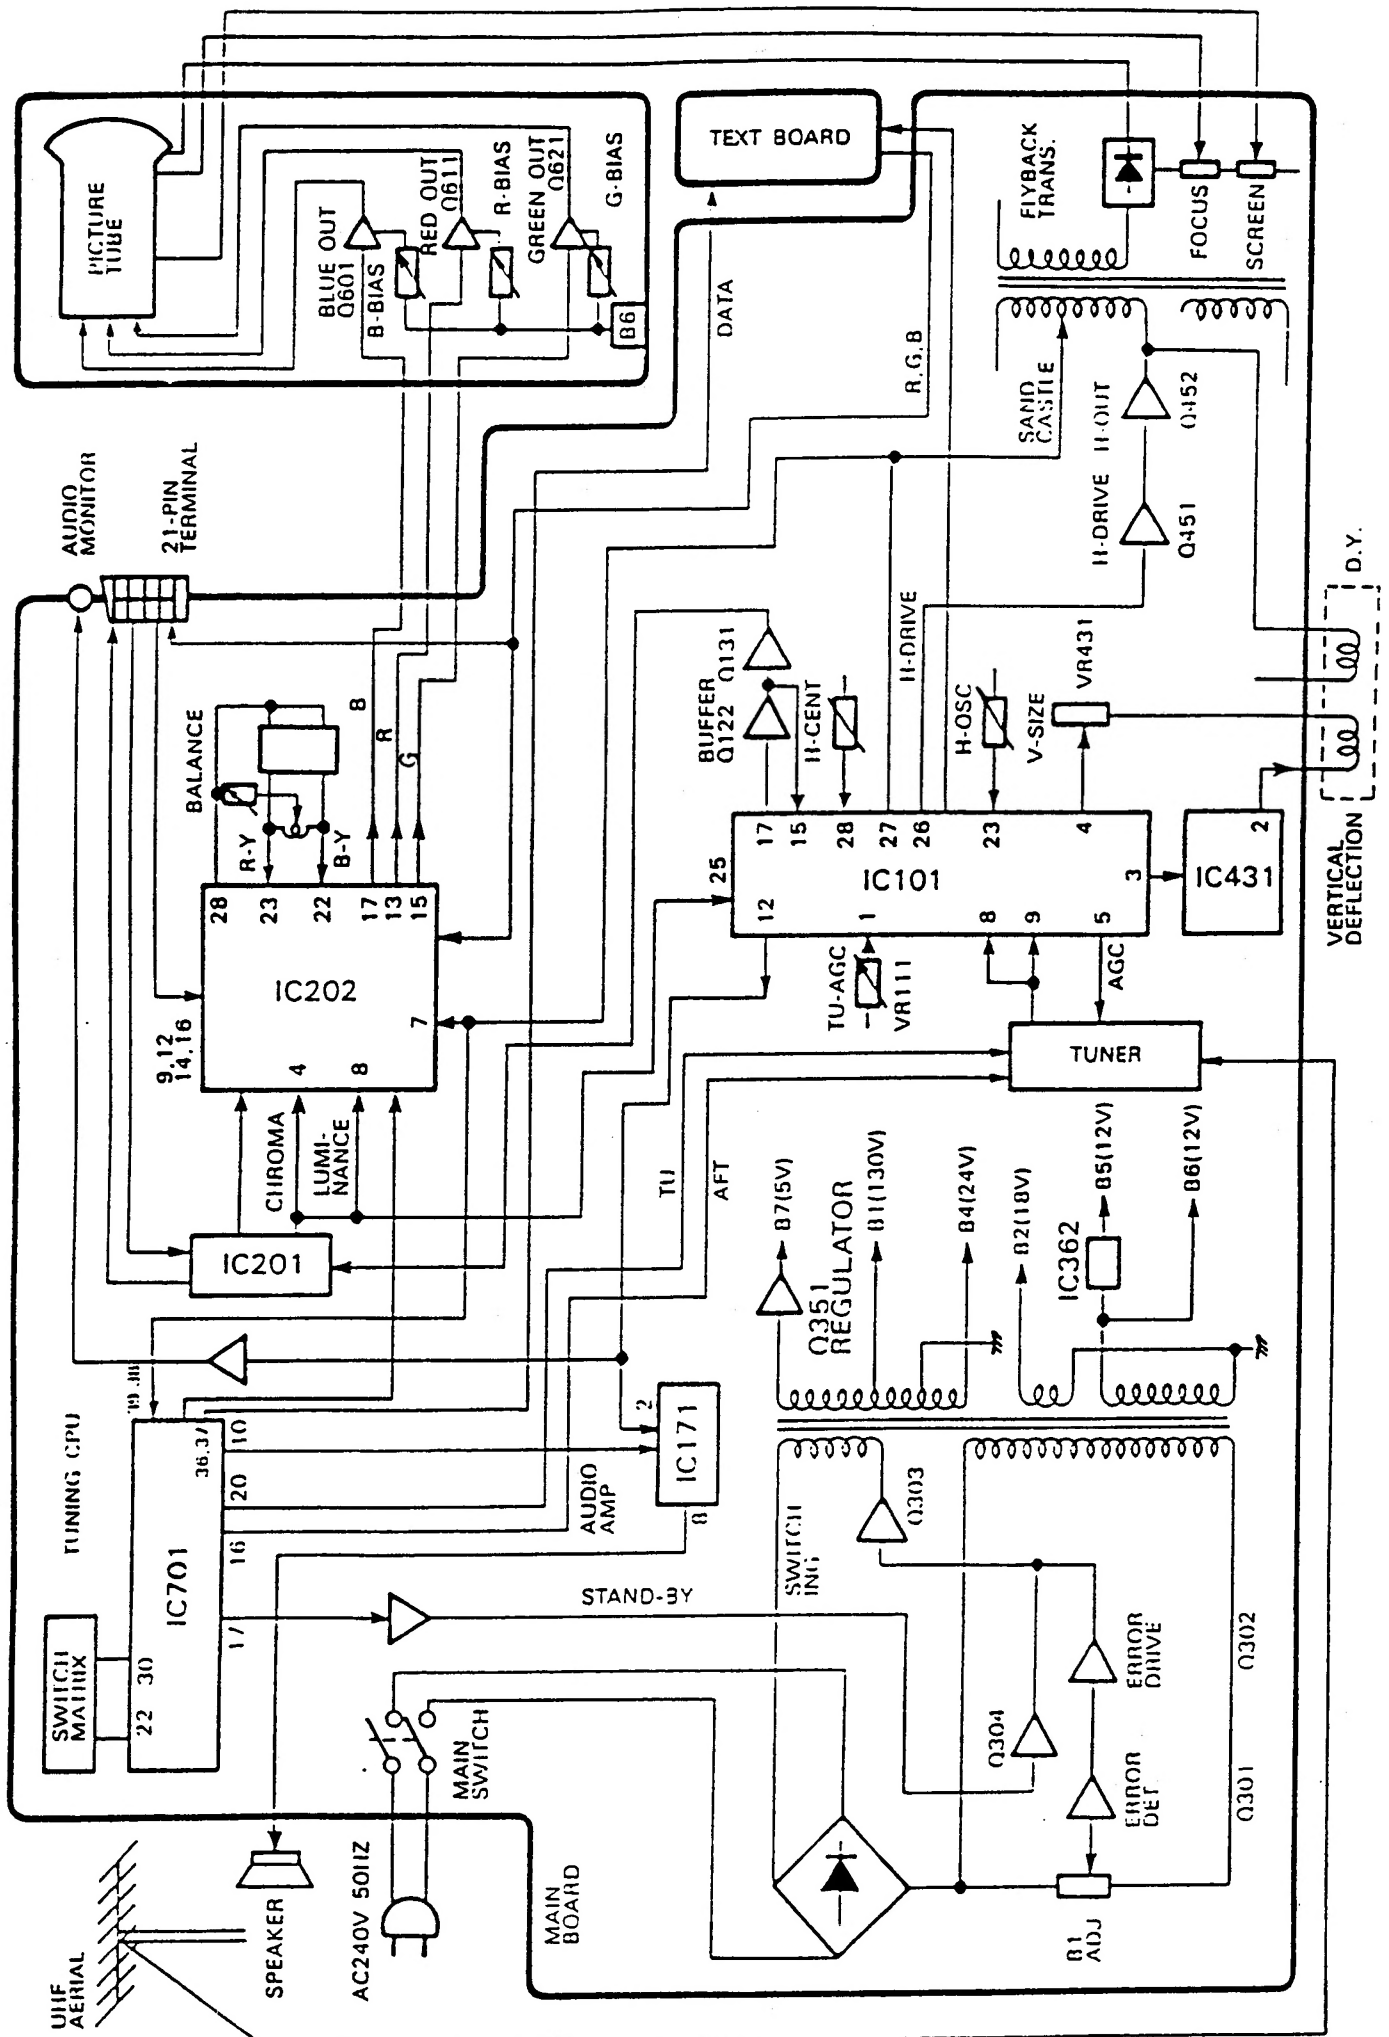 UHF
AERIAL
SPEAKER
AC240V 50HZ
MAIN
BOARD
SWITCH
MATRIX
22
30
IC701
TUNING CPU
17
16
20
10
36.37
MAIN
SWITCH
STAND-BY
AUDIO
AMP
IC171
2
8
B1
ADJ
ERROR
DET.
Q301
ERROR
DRIVE
Q302
Q304
Q303
SWITCH
ING
Q351
REGULATOR
B7(5V)
B1(130V)
B4(24V)
B2(18V)
IC362
B5(12V)
B6(12V)
TU
AFT
IC201
CHROMA
LUMI-
NANCE
4
8
9.12
14.16
IC202
7
28
23
22
17
13
15
R-Y
B-Y
BALANCE
B
R
G
AUDIO
MONITOR
21-PIN
TERMINAL
TUNER
AGC
TU-AGC
VR111
IC101
25
12
1
8
9
5
3
17
15
28
27
26
23
4
IC431
2
VERTICAL
DEFLECTION
D.Y.
BUFFER
Q122
Q131
H-CENT
H-DRIVE
H-OSC
V-SIZE
VR431
H-DRIVE
Q451
H-OUT
Q452
SAND
CASTLE
R,G,B
DATA
TEXT BOARD
FlYBACK
TRANS.
FOCUS
SCREEN
PICTURE
TUBE
BLUE OUT
Q601
B-BIAS
RED OUT
Q611
R-BIAS
GREEN OUT
Q621
G-BIAS
B6